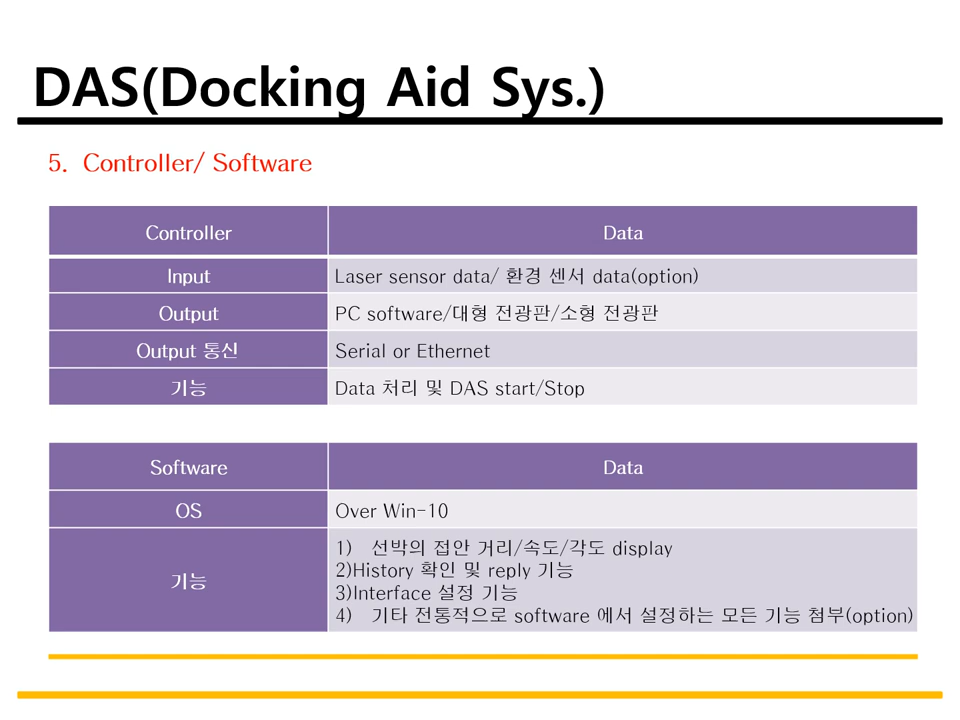 DAS(Docking Aid Sys.)
5. Controller/ Software
Controller Data
Input Laser sensor data/ 환경 센서 data(option)
Output PC software/대형 전광판/소형 전광판
Output 통신 Serial or Ethernet
기능 Data 처리 및 DAS start/Stop
Software Data
OS Over Win-10
기능
1) 선박의 접안 거리/속도/각도 display
2)History 확인 및 reply 기능
3)Interface 설정 기능
4) 기타 전통적으로 software 에서 설정하는 모든 기능 첨부(option)